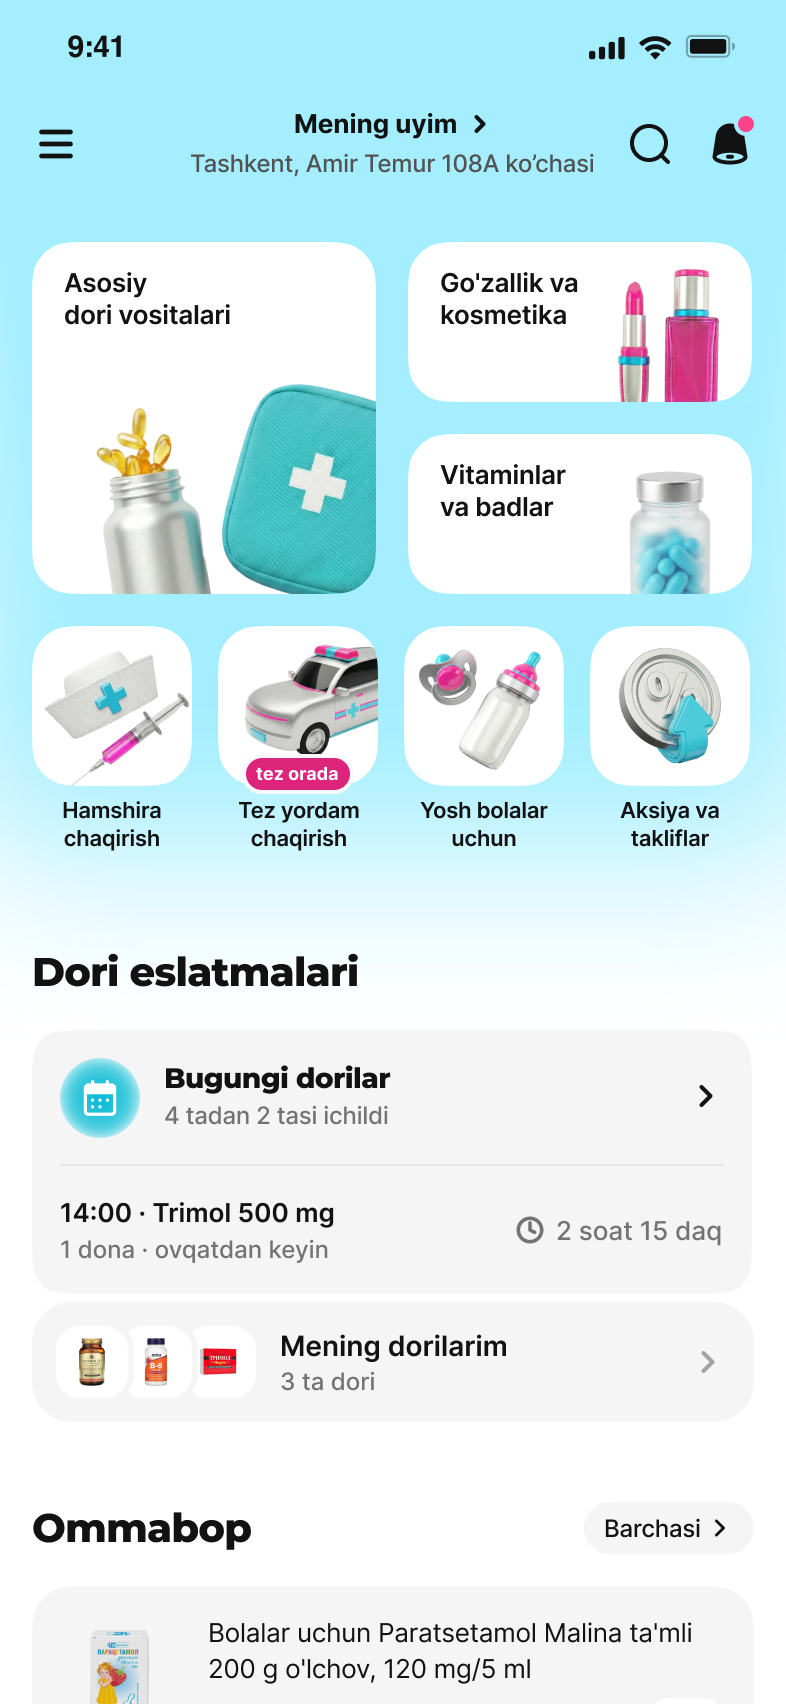 9:41
Mening uyim
Tashkent, Amir Temur 108A ko’chasi
Asosiy
dori vositalari
Go'zallik va
kosmetika
Vitaminlar
va badlar
tez orada
Hamshira
chaqirish
Tez yordam
chaqirish
Yosh bolalar
uchun
Aksiya va
takliflar
Dori eslatmalari
Bugungi dorilar
4 tadan 2 tasi ichildi
14:00 · Trimol 500 mg
1 dona · ovqatdan keyin
2 soat 15 daq
B-6
ТРИМОЛ
Mening dorilarim
3 ta dori
Ommabop
Barchasi
ПАРАЦЕТАМОЛ
Bolalar uchun Paratsetamol Malina ta'mli
200 g o'lchov, 120 mg/5 ml